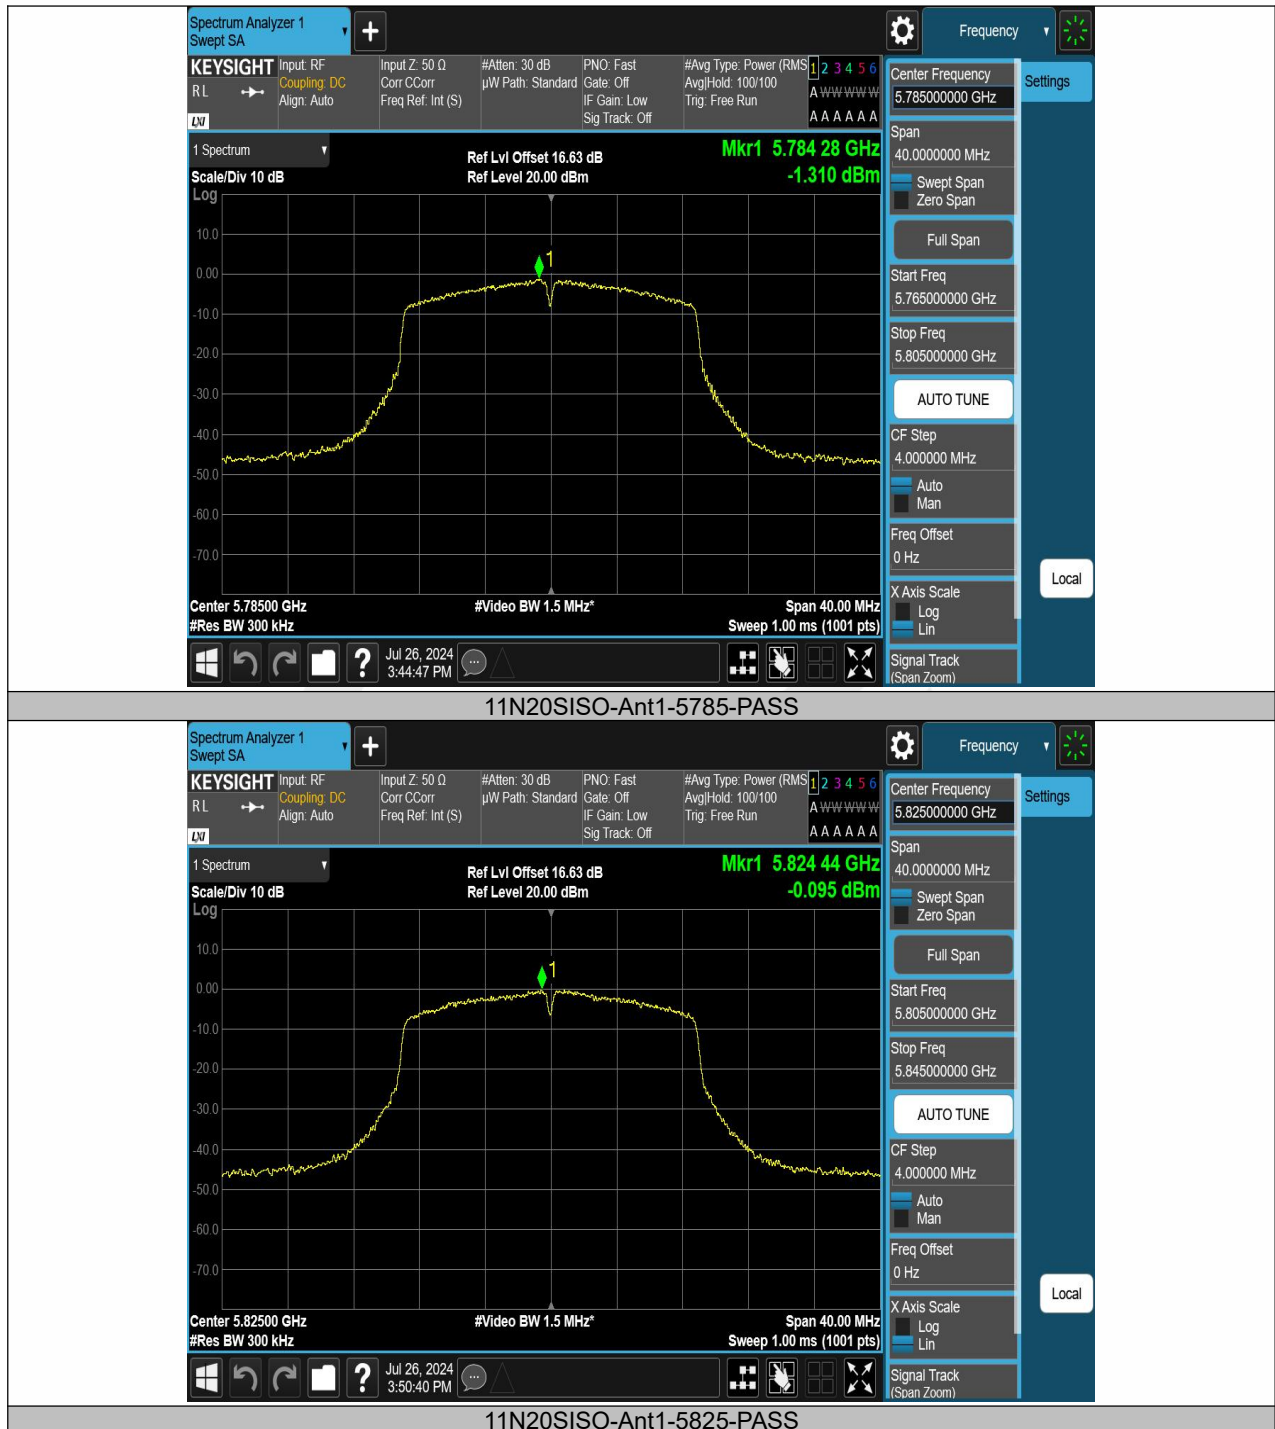 Spectrum Analyzer 1
Swept SA
+
Frequency
KEYSIGHT
R L
LXI
Input: RF
Coupling: DC
Align: Auto
Input Z: 50 Ω
Corr CCorr
Freq Ref: Int (S)
#Atten: 30 dB
µW Path: Standard
PNO: Fast
Gate: Off
IF Gain: Low
Sig Track: Off
#Avg Type: Power (RMS
Avg|Hold: 100/100
Trig: Free Run
1 2 3 4 5 6
A W W W W W
A A A A A A
Center Frequency
5.785000000 GHz
Settings
Span
40.0000000 MHz
Swept Span
Zero Span
Full Span
Start Freq
5.765000000 GHz
Stop Freq
5.805000000 GHz
AUTO TUNE
CF Step
4.000000 MHz
Auto
Man
Freq Offset
0 Hz
X Axis Scale
Log
Lin
Signal Track
(Span Zoom)
Local
1 Spectrum
Scale/Div 10 dB
Ref Lvl Offset 16.63 dB
Ref Level 20.00 dBm
Mkr1 5.784 28 GHz
-1.310 dBm
Log
1
10.0
0.00
-10.0
-20.0
-30.0
-40.0
-50.0
-60.0
-70.0
Center 5.78500 GHz
#Res BW 300 kHz
#Video BW 1.5 MHz*
Span 40.00 MHz
Sweep 1.00 ms (1001 pts)
?
Jul 26, 2024
3:44:47 PM
11N20SISO-Ant1-5785-PASS
Spectrum Analyzer 1
Swept SA
+
Frequency
KEYSIGHT
R L
LXI
Input: RF
Coupling: DC
Align: Auto
Input Z: 50 Ω
Corr CCorr
Freq Ref: Int (S)
#Atten: 30 dB
µW Path: Standard
PNO: Fast
Gate: Off
IF Gain: Low
Sig Track: Off
#Avg Type: Power (RMS
Avg|Hold: 100/100
Trig: Free Run
1 2 3 4 5 6
A W W W W W
A A A A A A
Center Frequency
5.825000000 GHz
Settings
Span
40.0000000 MHz
Swept Span
Zero Span
Full Span
Start Freq
5.805000000 GHz
Stop Freq
5.845000000 GHz
AUTO TUNE
CF Step
4.000000 MHz
Auto
Man
Freq Offset
0 Hz
X Axis Scale
Log
Lin
Signal Track
(Span Zoom)
Local
1 Spectrum
Scale/Div 10 dB
Ref Lvl Offset 16.63 dB
Ref Level 20.00 dBm
Mkr1 5.824 44 GHz
-0.095 dBm
Log
1
10.0
0.00
-10.0
-20.0
-30.0
-40.0
-50.0
-60.0
-70.0
Center 5.82500 GHz
#Res BW 300 kHz
#Video BW 1.5 MHz*
Span 40.00 MHz
Sweep 1.00 ms (1001 pts)
?
Jul 26, 2024
3:50:40 PM
11N20SISO-Ant1-5825-PASS